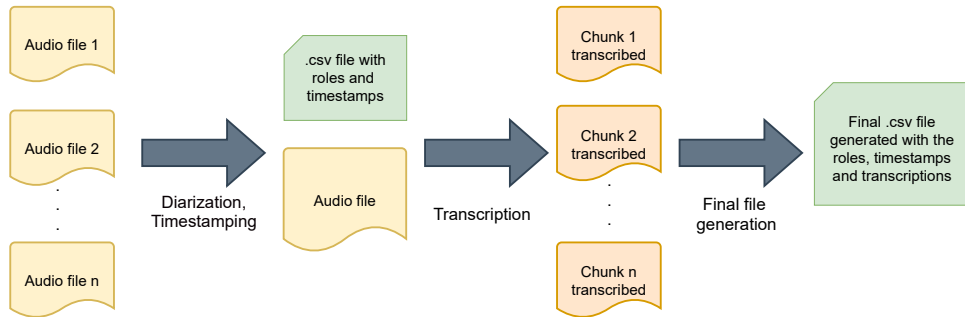 Audio file 1
Audio file 2
.
.
.
Audio file n
Diarization,
Timestamping
.csv file with
roles and
timestamps
Audio file
Transcription
Chunk 1
transcribed
Chunk 2
transcribed
.
.
.
Chunk n
transcribed
Final file
generation
Final .csv file
generated with the
roles, timestamps
and transcriptions